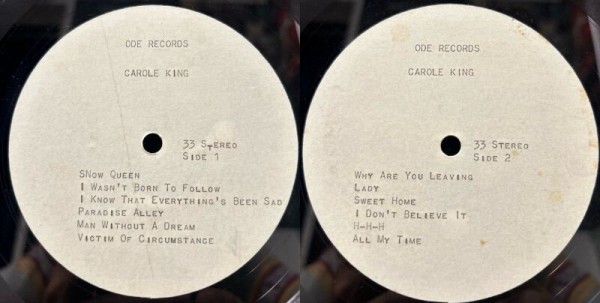 ODE RECORDS
CAROLE KING
33 STEREO
SIDE 1
SNOW QUEEN
I WASN'T BORN TO FOLLOW
I KNOW THAT EVERYTHING'S BEEN SAD
PARADISE ALLEY
MAN WITHOUT A DREAM
VICTIM OF CIRCUMSTANCE
ODE RECORDS
CAROLE KING
33 STEREO
SIDE 2
WHY ARE YOU LEAVING
LADY
SWEET HOME
I DON'T BELIEVE IT
H-H-H
ALL MY TIME